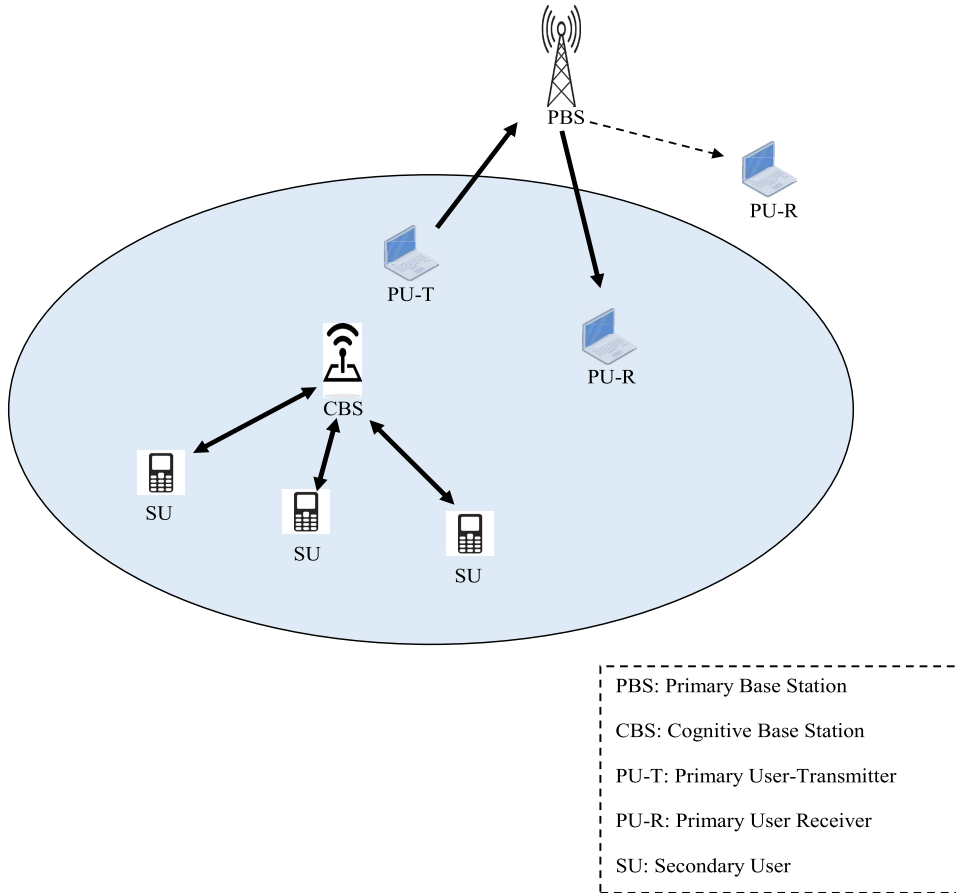 PBS
PU-R
PU-T
PU-R
CBS
SU
SU
SU
PBS: Primary Base Station
CBS: Cognitive Base Station
PU-T: Primary User-Transmitter
PU-R: Primary User Receiver
SU: Secondary User